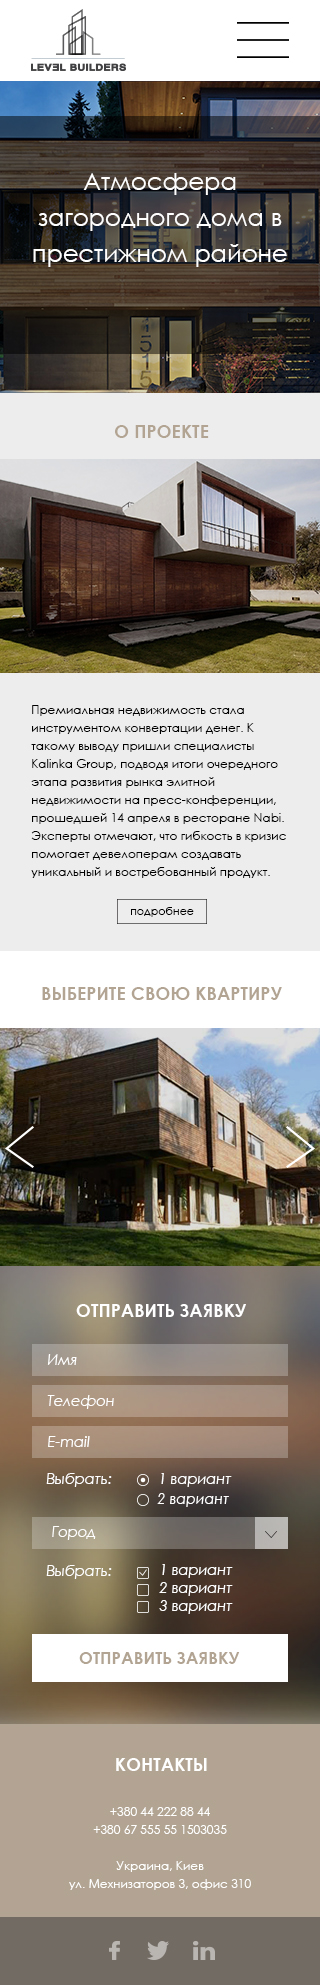 LEVEL BUILDERS
Атмосфера
загородного дома в
престижном районе
1515
О ПРОЕКТЕ
Премиальная недвижимость стала
инструментом конвертации денег. К
такому выводу пришли специалисты
Kalinka Group, подводя итоги очередного
этапа развития рынка элитной
недвижимости на пресс-конференции,
прошедшей 14 апреля в ресторане Nabi.
Эксперты отмечают, что гибкость в кризис
помогает девелоперам создавать
уникальный и востребованный продукт.
подробнее
ВЫБЕРИТЕ СВОЮ КВАРТИРУ
ОТПРАВИТЬ ЗАЯВКУ
Имя
Телефон
E-mail
Выбрать: 1 вариант
2 вариант
Город
Выбрать: 1 вариант
2 вариант
3 вариант
ОТПРАВИТЬ ЗАЯВКУ
КОНТАКТЫ
+380 44 222 88 44
+380 67 555 55 1503035
Украина, Киев
ул. Мехнизаторов 3, офис 310